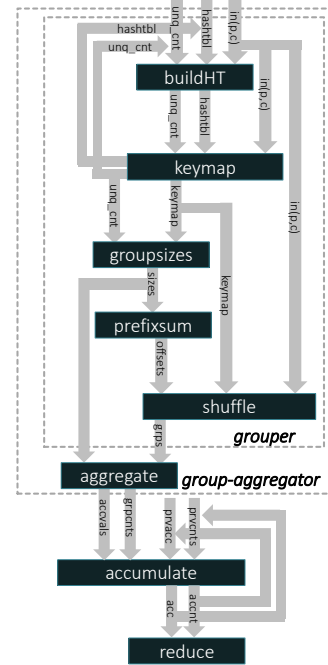 unq_cnt
hashtbl
in(p,c)
hashtbl
unq_cnt
buildHT
unq_cnt
hashtbl
in(p,c)
keymap
unq_cnt
keymap
in(p,c)
groupsizes
sizes
keymap
prefixsum
offsets
shuffle
grps
grouper
aggregate
group-aggregator
accvals
grpcnts
prvacc
prvcnts
accumulate
acc
accnt
reduce